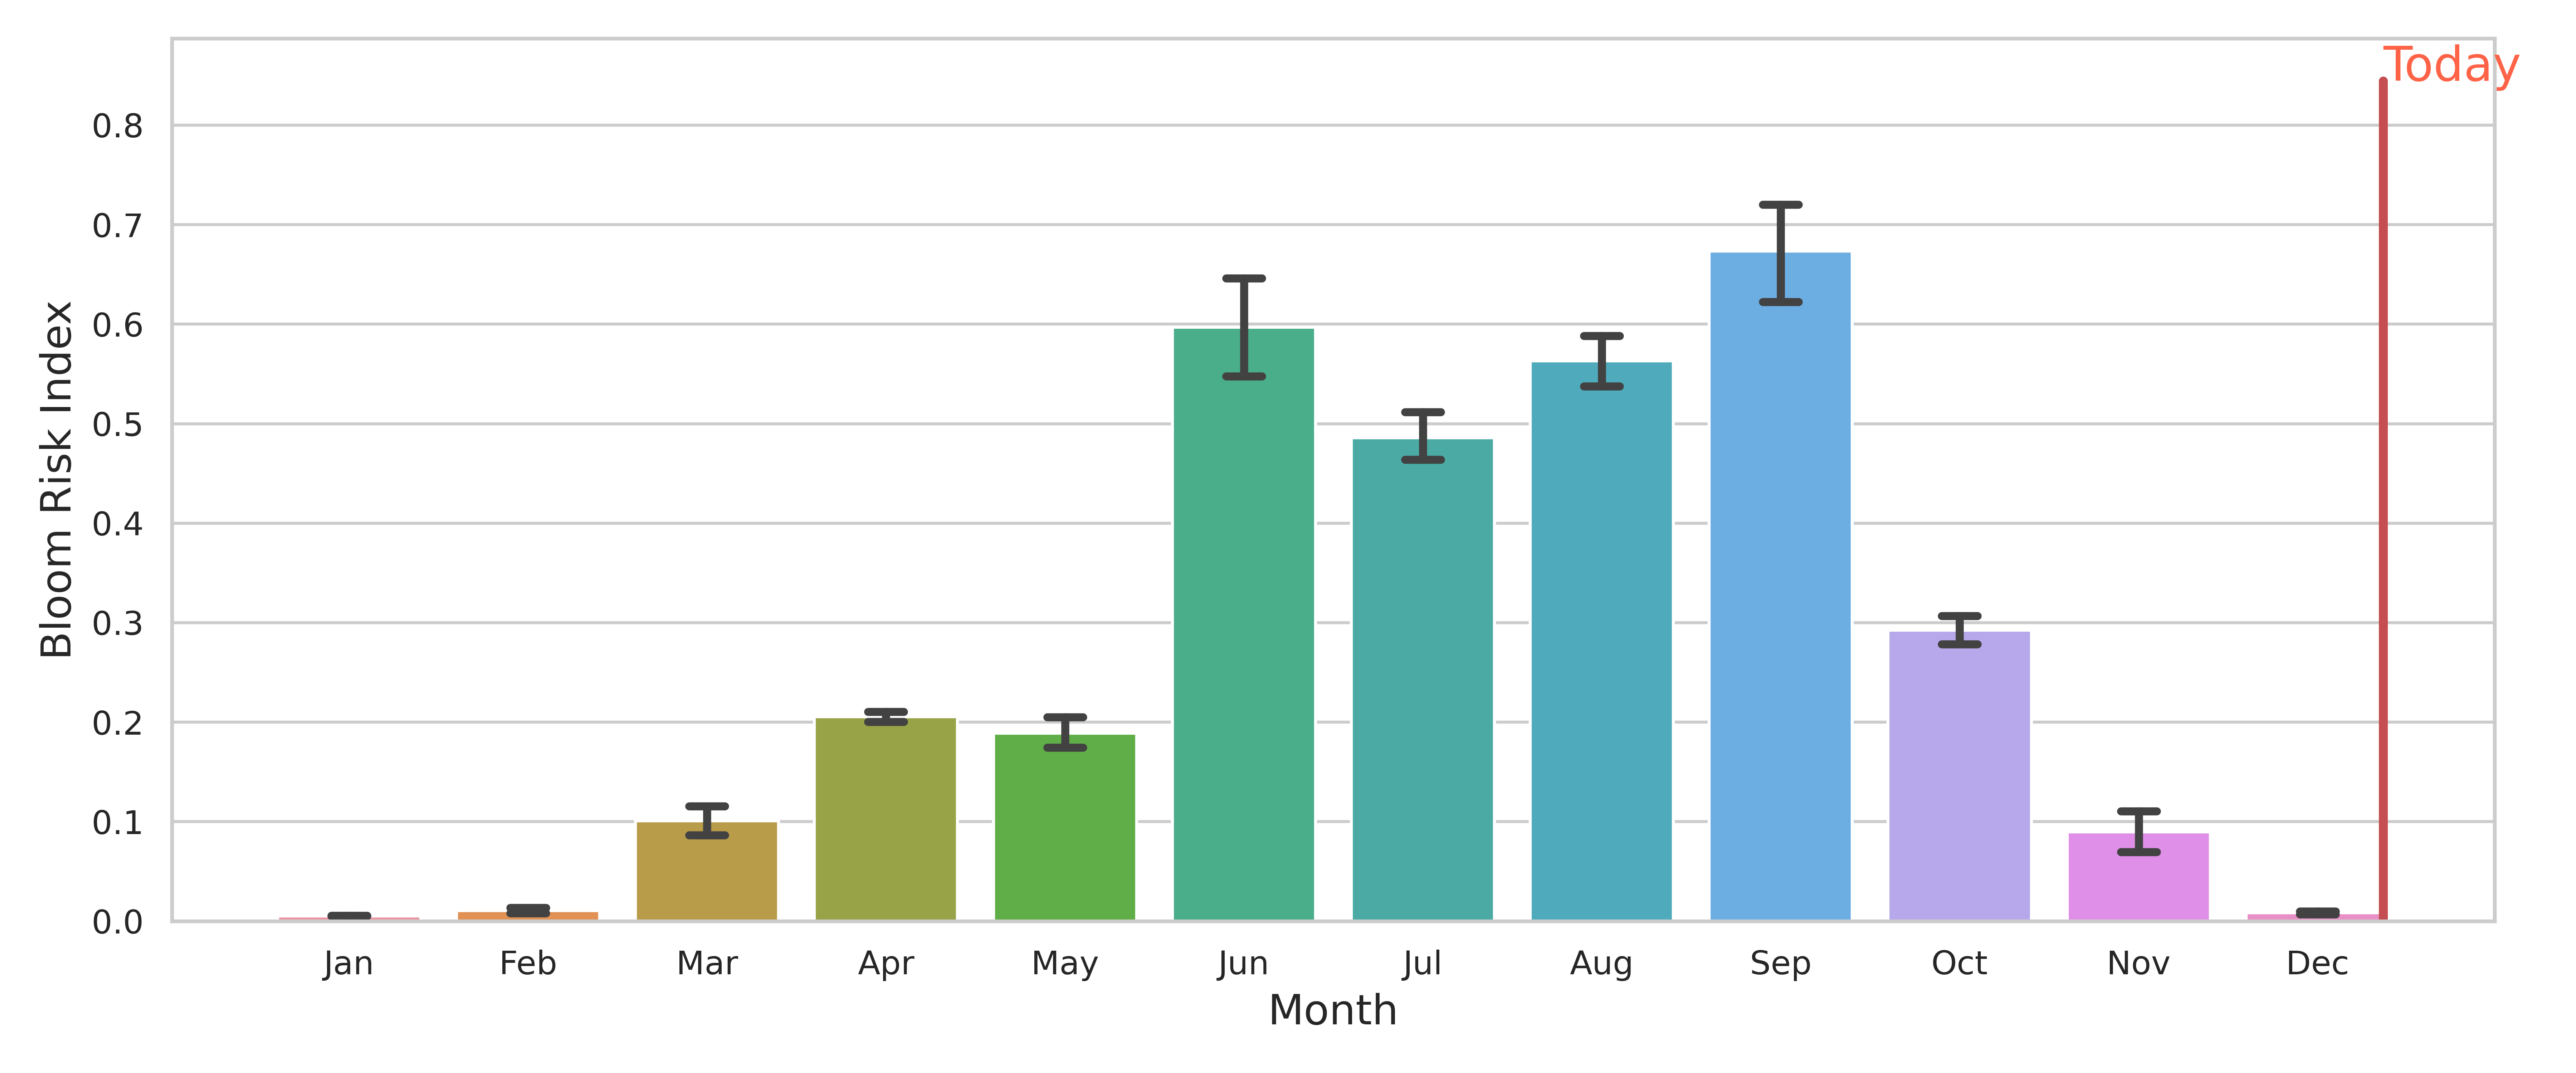 Today
Bloom Risk Index
0.8
0.7
0.6
0.5
0.4
0.3
0.2
0.1
0.0
Jan Feb Mar Apr May Jun Jul Aug Sep Oct Nov Dec
Month